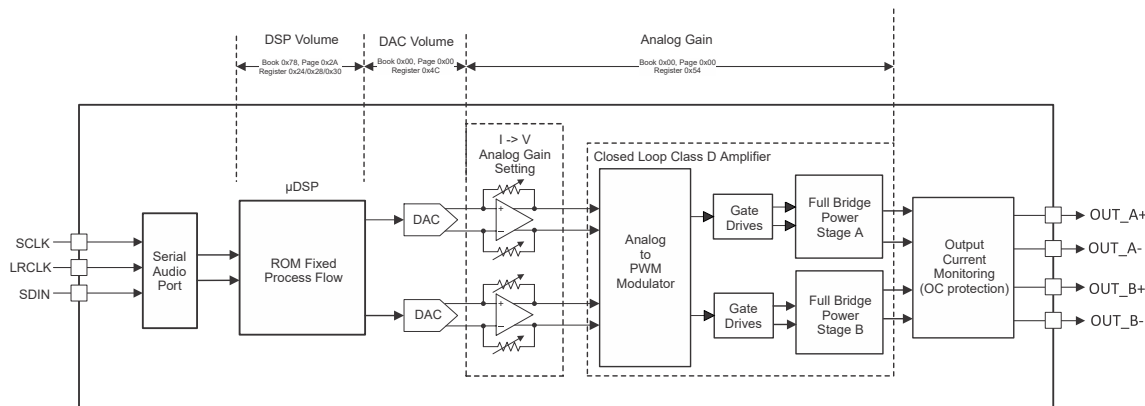 DSP Volume
Book 0x78, Page 0x2A
Register 0x24/0x28/0x30
DAC Volume
Book 0x00, Page 0x00
Register 0x4C
Analog Gain
Book 0x00, Page 0x00
Register 0x54
I -> V
Analog Gain
Setting
Closed Loop Class D Amplifier
µDSP
SCLK
LRCLK
SDIN
Serial
Audio
Port
ROM Fixed
Process Flow
DAC
DAC
+
−
+
−
Analog
to
PWM
Modulator
Gate
Drives
Gate
Drives
Full Bridge
Power
Stage A
Full Bridge
Power
Stage B
Output
Current
Monitoring
(OC protection)
OUT_A+
OUT_A-
OUT_B+
OUT_B-